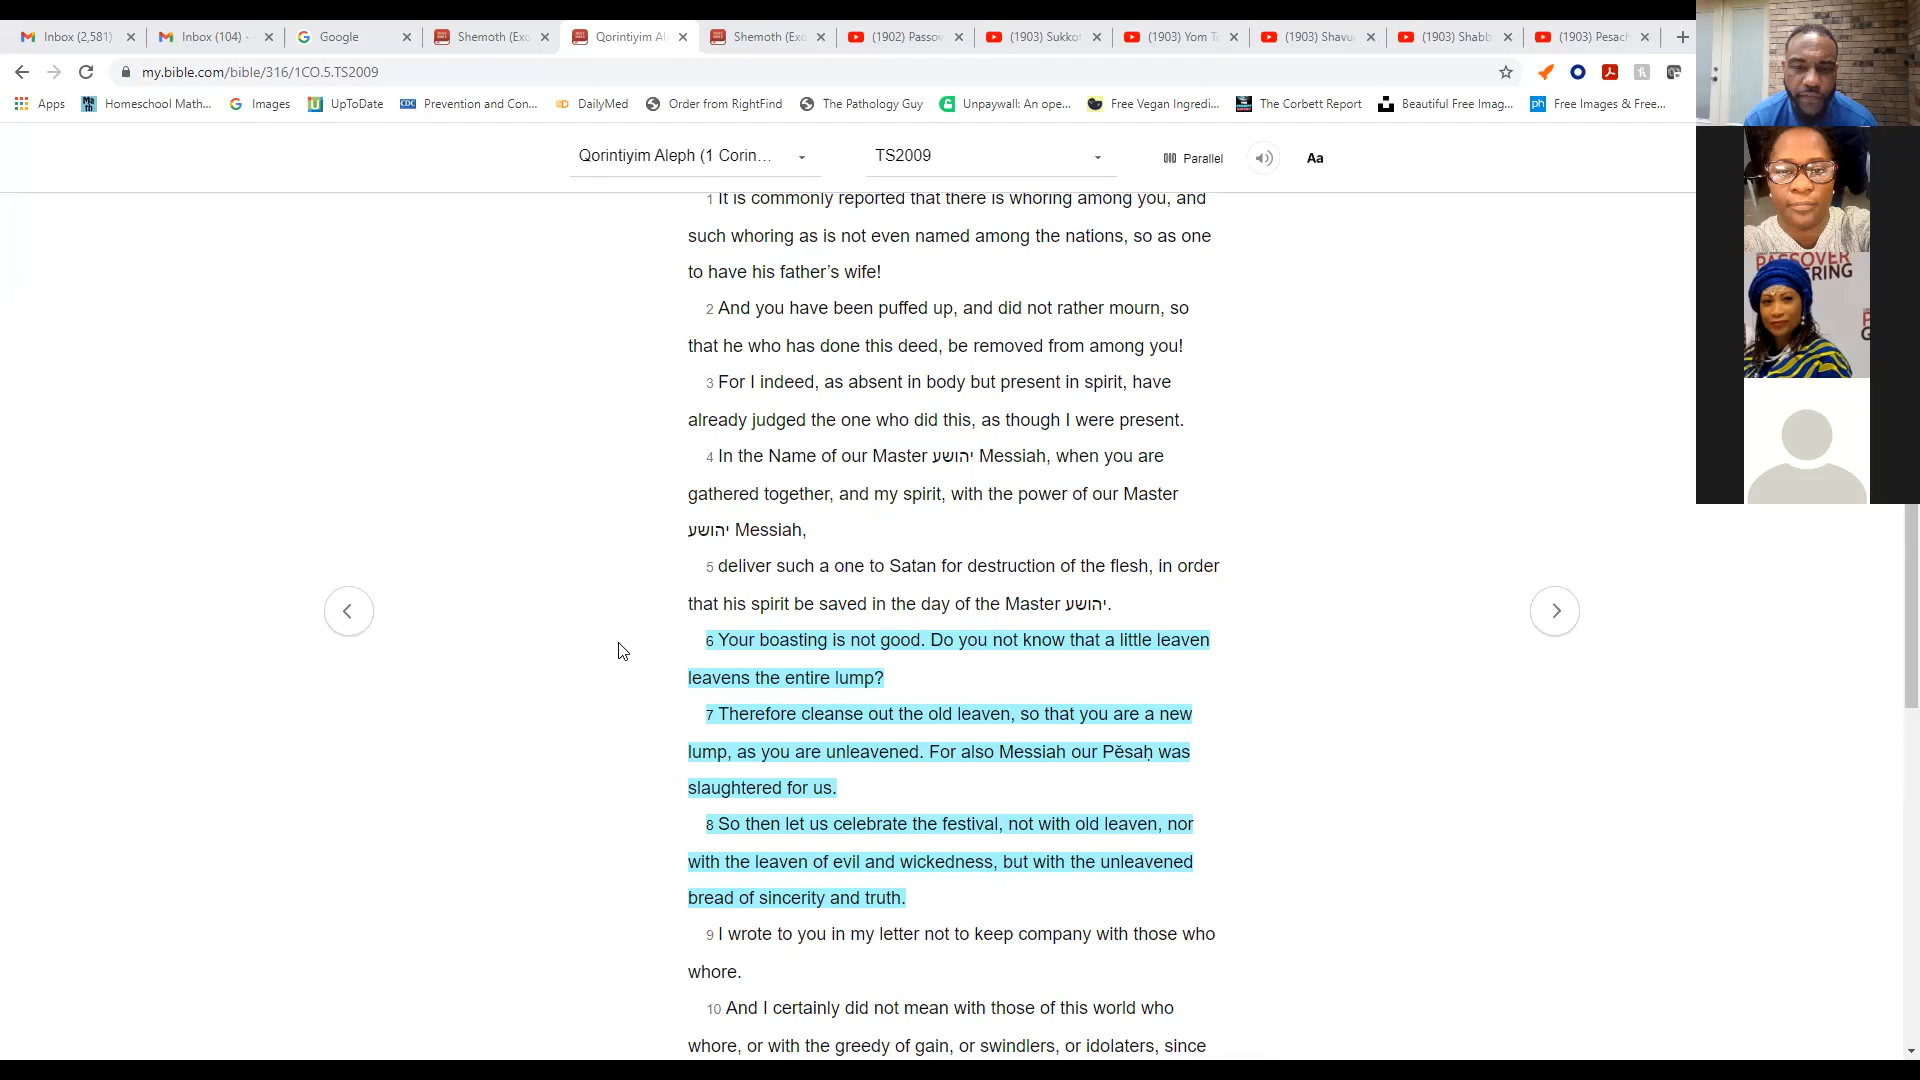 Inbox (2,581)
Inbox (104) -
Google
Shemoth (Exo
Qorintiyim Al
Shemoth (Exo
(1902) Passov
(1903) Sukkot
(1903) Yom T
(1903) Shavu
(1903) Shabb
(1903) Pesach
my.bible.com/bible/316/1CO.5.TS2009
Apps
Homeschool Math...
Images
UpToDate
CDC
Prevention and Con...
DailyMed
Order from RightFind
The Pathology Guy
Unpaywall: An ope...
Free Vegan Ingredi...
The Corbett Report
Beautiful Free Imag...
ph
Free Images & Free...
Qorintiyim Aleph (1 Corin...
TS2009
Parallel
Aa
1 It is commonly reported that there is whoring among you, and
such whoring as is not even named among the nations, so as one
to have his father’s wife!
2 And you have been puffed up, and did not rather mourn, so
that he who has done this deed, be removed from among you!
3 For I indeed, as absent in body but present in spirit, have
already judged the one who did this, as though I were present.
4 In the Name of our Master יהושע Messiah, when you are
gathered together, and my spirit, with the power of our Master
יהושע Messiah,
5 deliver such a one to Satan for destruction of the flesh, in order
that his spirit be saved in the day of the Master יהושע.
6 Your boasting is not good. Do you not know that a little leaven
leavens the entire lump?
7 Therefore cleanse out the old leaven, so that you are a new
lump, as you are unleavened. For also Messiah our Pĕsaḥ was
slaughtered for us.
8 So then let us celebrate the festival, not with old leaven, nor
with the leaven of evil and wickedness, but with the unleavened
bread of sincerity and truth.
9 I wrote to you in my letter not to keep company with those who
whore.
10 And I certainly did not mean with those of this world who
whore, or with the greedy of gain, or swindlers, or idolaters, since
PASSOVER